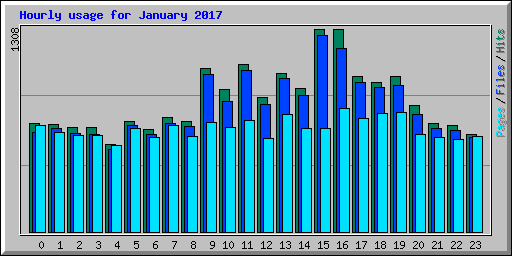 Hourly usage for January 2017
1308
Pages / Files / Hits
0 1 2 3 4 5 6 7 8 9 10 11 12 13 14 15 16 17 18 19 20 21 22 23